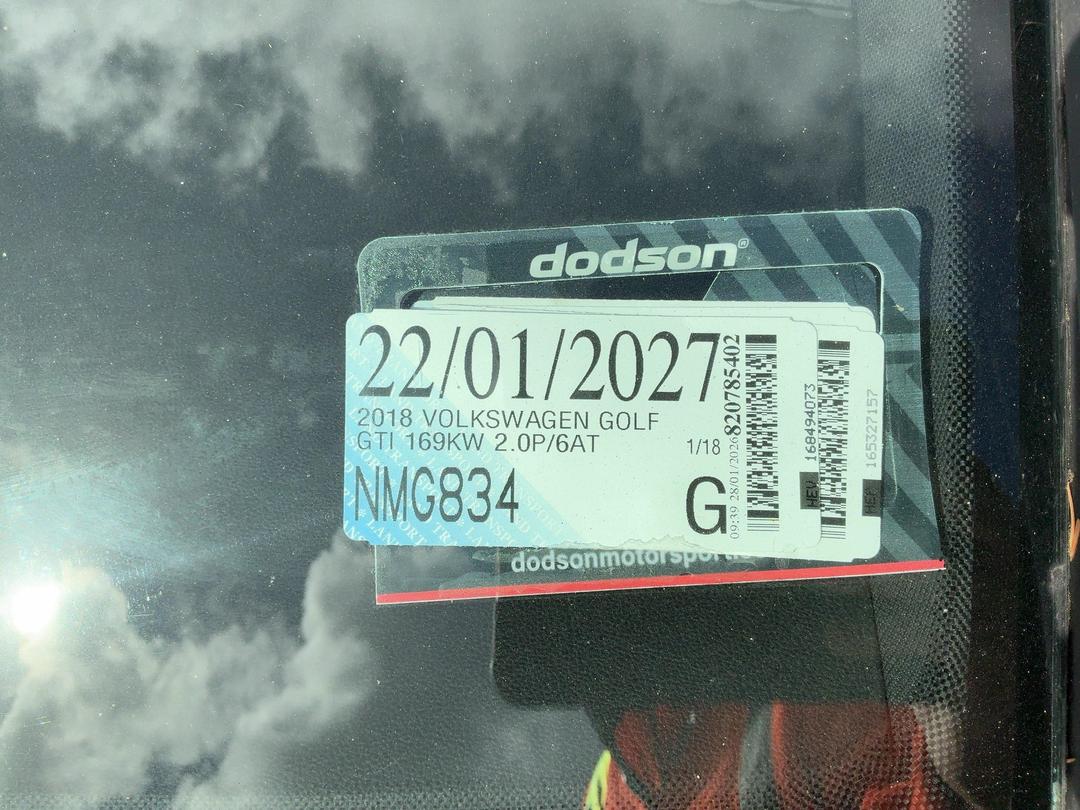 dodson®
22/01/2027
2018 VOLKSWAGEN GOLF
GTI 169KW 2.0P/6AT 1/18
NMG834 G
09:39 28/01/2026 820785402
168494073
165327157
dodsonmotorsport